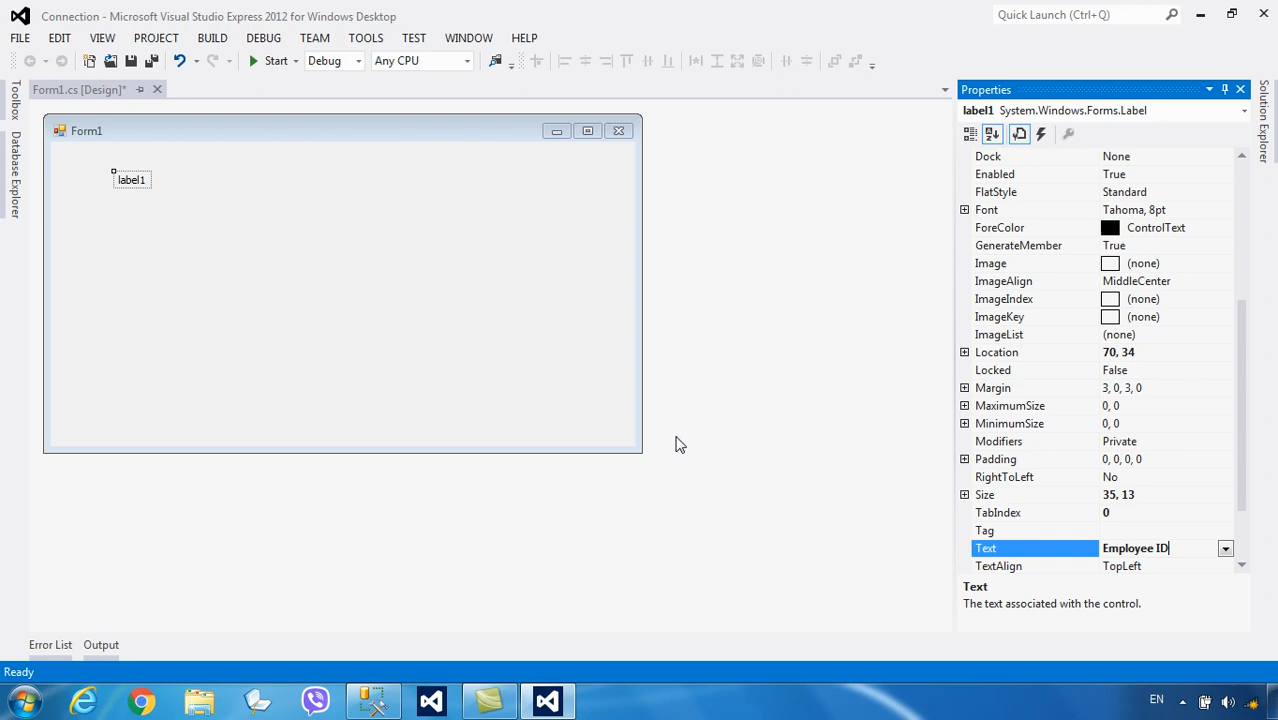 Connection - Microsoft Visual Studio Express 2012 for Windows Desktop
Quick Launch (Ctrl+Q)
FILE EDIT VIEW PROJECT BUILD DEBUG TEAM TOOLS TEST WINDOW HELP
Start Debug Any CPU
Toolbox
Database Explorer
Form1.cs [Design]*
Form1
label1
Properties
label1 System.Windows.Forms.Label
Dock None
Enabled True
FlatStyle Standard
Font Tahoma, 8pt
ForeColor ControlText
GenerateMember True
Image (none)
ImageAlign MiddleCenter
ImageIndex (none)
ImageKey (none)
ImageList (none)
Location 70, 34
Locked False
Margin 3, 0, 3, 0
MaximumSize 0, 0
MinimumSize 0, 0
Modifiers Private
Padding 0, 0, 0, 0
RightToLeft No
Size 35, 13
TabIndex 0
Tag
Text Employee ID
TextAlign TopLeft
Text
The text associated with the control.
Solution Explorer
Error List Output
Ready
EN